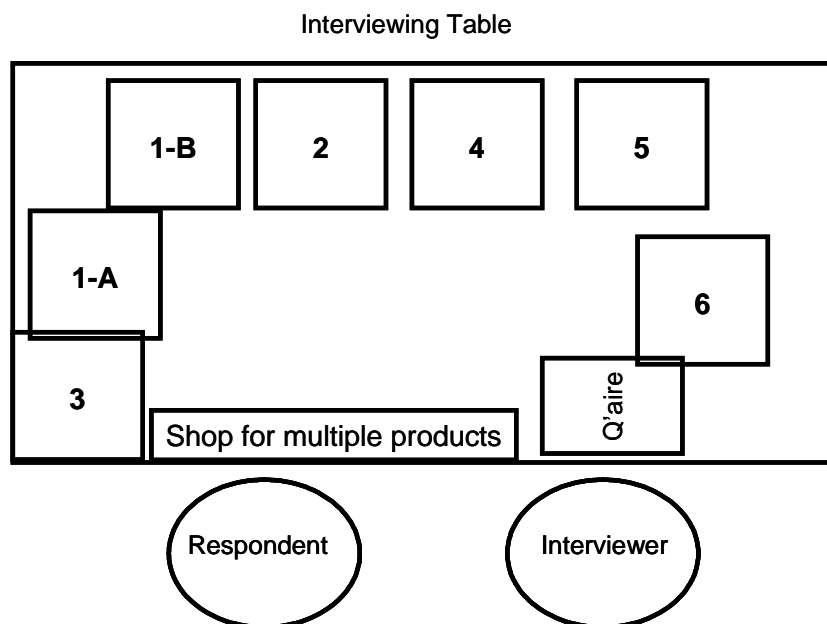 Interviewing Table
1-B 2 4 5
1-A
6
3
Q'aire
Shop for multiple products
Respondent Interviewer